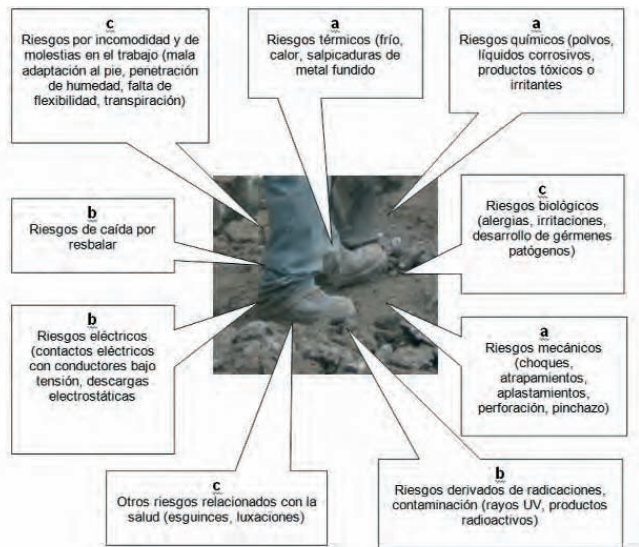 c
Riesgos por incomodidad y de
molestias en el trabajo (mala
adaptación al pie, penetración
de humedad, falta de
flexibilidad, transpiración)
a
Riesgos térmicos (frío,
calor, salpicaduras de
metal fundido
a
Riesgos químicos (polvos,
líquidos corrosivos,
productos tóxicos o
irritantes
b
Riesgos de caída por
resbalar
c
Riesgos biológicos
(alergias, irritaciones,
desarrollo de gérmenes
patógenos)
b
Riesgos eléctricos
(contactos eléctricos
con conductores bajo
tensión, descargas
electrostáticas
a
Riesgos mecánicos
(choques,
atrapamientos,
aplastamientos,
perforación, pinchazo)
c
Otros riesgos relacionados con la
salud (esguinces, luxaciones)
b
Riesgos derivados de radicaciones,
contaminación (rayos UV, productos
radioactivos)